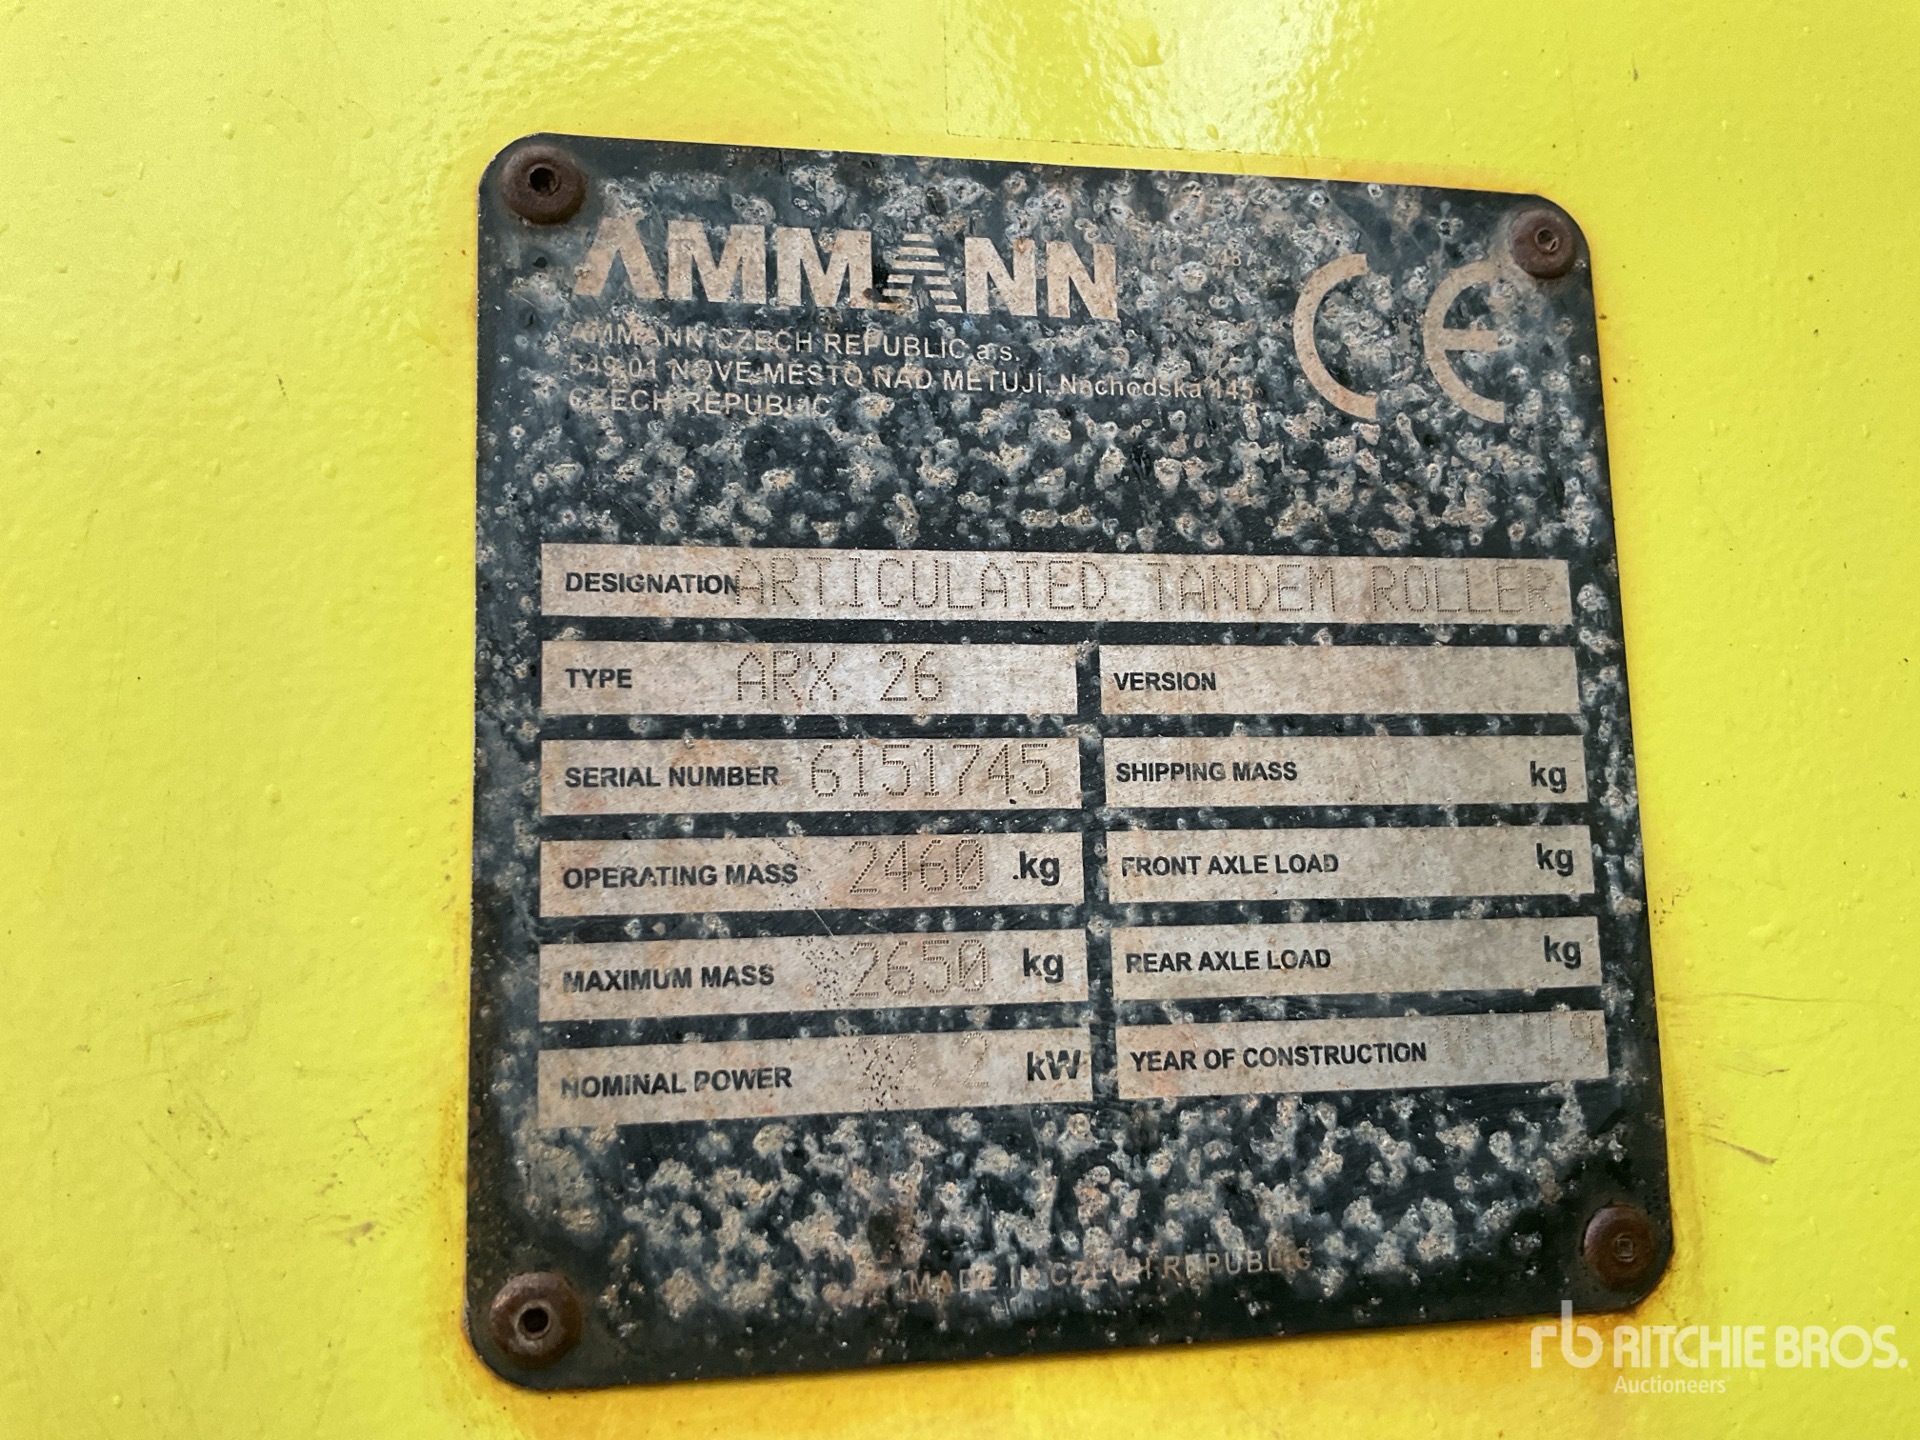 AMMANN
AMMANN CZECH REPUBLIC a.s.
549 01 NOVÉ MĚSTO NAD METUJÍ, Náchodská 145
CZECH REPUBLIC
CE
DESIGNATION ARTICULATED TANDEM ROLLER
TYPE ARX 26
VERSION
SERIAL NUMBER 6151745
SHIPPING MASS kg
OPERATING MASS 2460 kg
FRONT AXLE LOAD kg
MAXIMUM MASS 2650 kg
REAR AXLE LOAD kg
NOMINAL POWER kW
YEAR OF CONSTRUCTION
MADE IN CZECH REPUBLIC
rb RITCHIE BROS.
Auctioneers